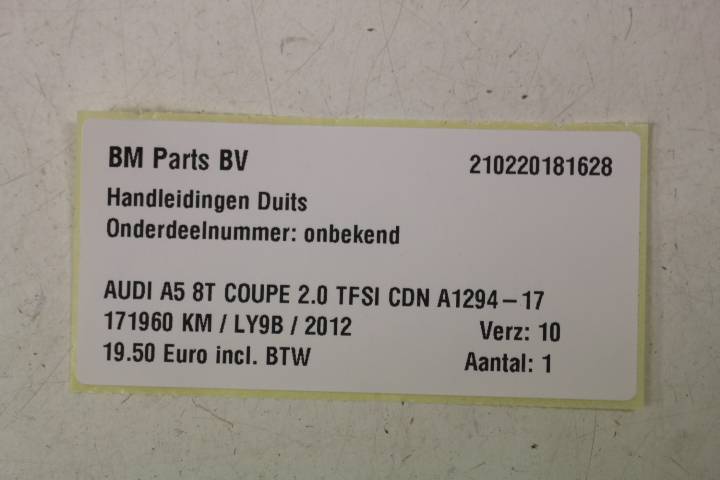 BM Parts BV 210220181628
Handleidingen Duits
Onderdeelnummer: onbekend
AUDI A5 8T COUPE 2.0 TFSI CDN A1294-17
171960 KM / LY9B / 2012 Verz: 10
19.50 Euro incl. BTW Aantal: 1